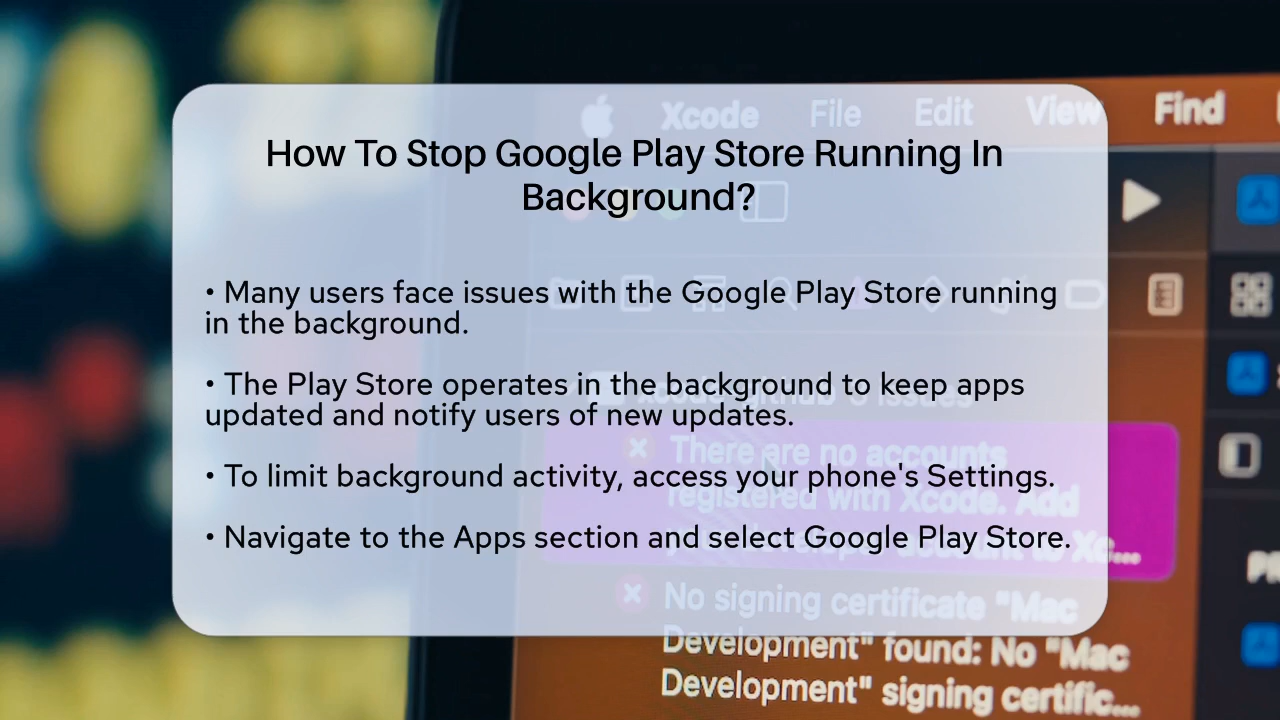 Xcode File Edit View Find
How To Stop Google Play Store Running In
Background?
• Many users face issues with the Google Play Store running
in the background.
• The Play Store operates in the background to keep apps
updated and notify users of new updates.
• To limit background activity, access your phone's Settings.
• Navigate to the Apps section and select Google Play Store.
There are no accounts
registered with Xcode. Add
No signing certificate "Mac
Development" found: No "Mac
Development" signing certific...